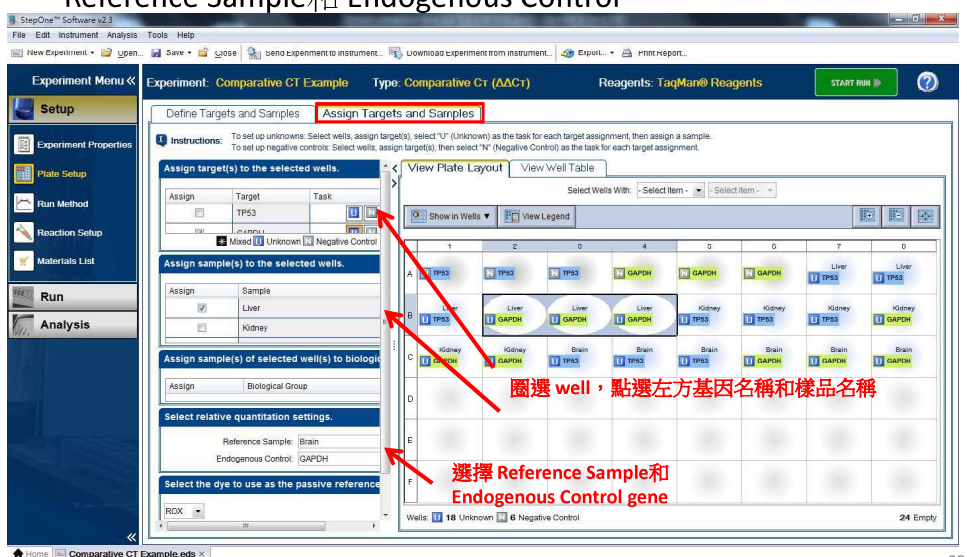 Reference Sample和 Endogenous Control
StepOne™ Software v2.3
File Edit Instrument Analysis Tools Help
New Experiment Open... Save Close Send Experiment to Instrument... Download Experiment from Instrument... Export... Print Report...
Experiment Menu «
Experiment: Comparative CT Example Type: Comparative CT (ΔΔCT) Reagents: TaqMan® Reagents START RUN
Setup
Experiment Properties
Plate Setup
Run Method
Reaction Setup
Materials List
Run
Analysis
«
Define Targets and Samples Assign Targets and Samples
Instructions: To set up unknowns: Select wells, assign target(s), select "U" (Unknown) as the task for each target assignment, then assign a sample.
To set up negative controls: Select wells, assign target(s), then select "N" (Negative Control) as the task for each target assignment.
Assign target(s) to the selected wells.
Assign Target Task
TP53 U N
GAPDH
Mixed U Unknown N Negative Control
Assign sample(s) to the selected wells.
Assign Sample
Liver
Kidney
Assign sample(s) of selected well(s) to biologic
Assign Biological Group
Select relative quantitation settings.
Reference Sample: Brain
Endogenous Control: GAPDH
Select the dye to use as the passive reference
ROX
View Plate Layout View Well Table
Select Wells With: - Select Item - - Select Item -
Show in Wells ▼ View Legend
1 2 3 4 5 6 7 8
Liver Liver
A N TP53 N TP53 N TP53 N GAPDH N GAPDH N GAPDH U TP53 U TP53
Liver Liver Liver Liver Kidney Kidney Kidney Kidney
B U TP53 U GAPDH U GAPDH U GAPDH U TP53 U TP53 U TP53 U GAPDH
Kidney Kidney Brain Brain Brain Brain Brain Brain
C U GAPDH U GAPDH U TP53 U TP53 U TP53 U GAPDH U GAPDH U GAPDH
圈選 well，點選左方基因名稱和樣品名稱
D
E
選擇 Reference Sample和
F
Endogenous Control gene
Wells: U 18 Unknown N 6 Negative Control 24 Empty
Home Comparative CT Example.eds ×